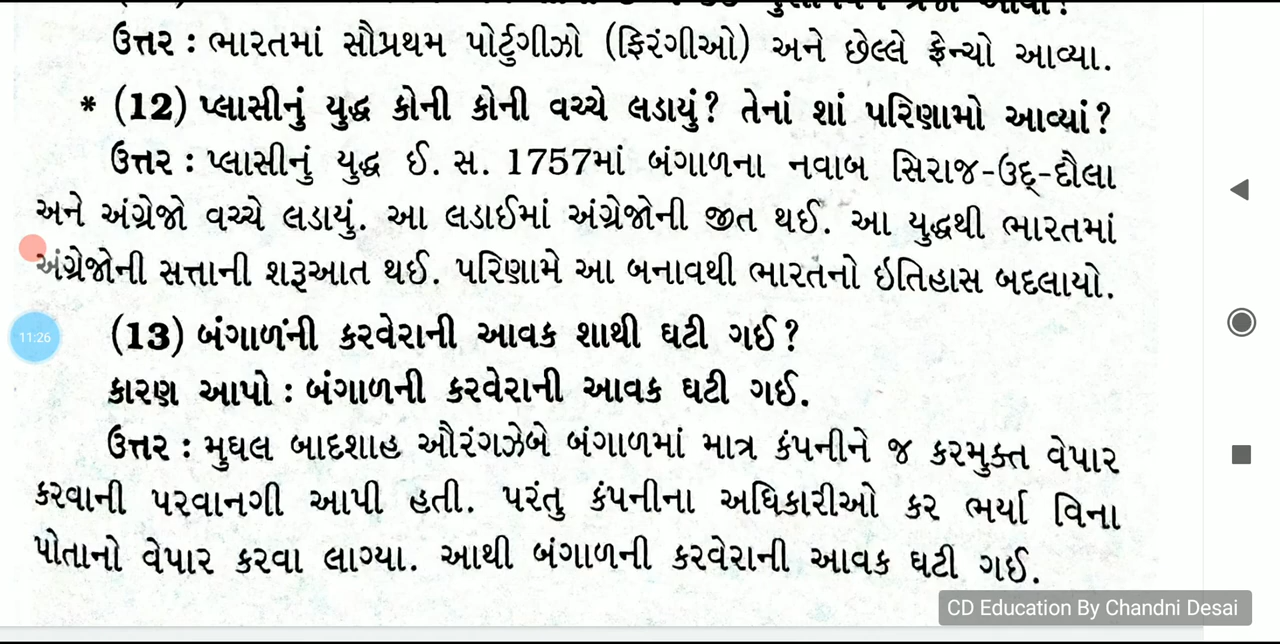 ઉત્તર : ભારતમાં સૌપ્રથમ પોર્ટુગીઝો (ફિરંગીઓ) અને છેલ્લે ફ્રેન્ચો આવ્યા.
* (12) પ્લાસીનું યુદ્ધ કોની કોની વચ્ચે લડાયું? તેનાં શાં પરિણામો આવ્યાં?
ઉત્તર : પ્લાસીનું યુદ્ધ ઈ. સ. 1757માં બંગાળના નવાબ સિરાજ-ઉદ્-દૌલા
અને અંગ્રેજો વચ્ચે લડાયું. આ લડાઈમાં અંગ્રેજોની જીત થઈ. આ યુદ્ધથી ભારતમાં
અંગ્રેજોની સત્તાની શરૂઆત થઈ. પરિણામે આ બનાવથી ભારતનો ઇતિહાસ બદલાયો.
11:26
(13) બંગાળની કરવેરાની આવક શાથી ઘટી ગઈ?
કારણ આપો : બંગાળની કરવેરાની આવક ઘટી ગઈ.
ઉત્તર : મુઘલ બાદશાહ ઔરંગઝેબે બંગાળમાં માત્ર કંપનીને જ કરમુક્ત વેપાર
કરવાની પરવાનગી આપી હતી. પરંતુ કંપનીના અધિકારીઓ કર ભર્યા વિના
પોતાનો વેપાર કરવા લાગ્યા. આથી બંગાળની કરવેરાની આવક ઘટી ગઈ.
CD Education By Chandni Desai